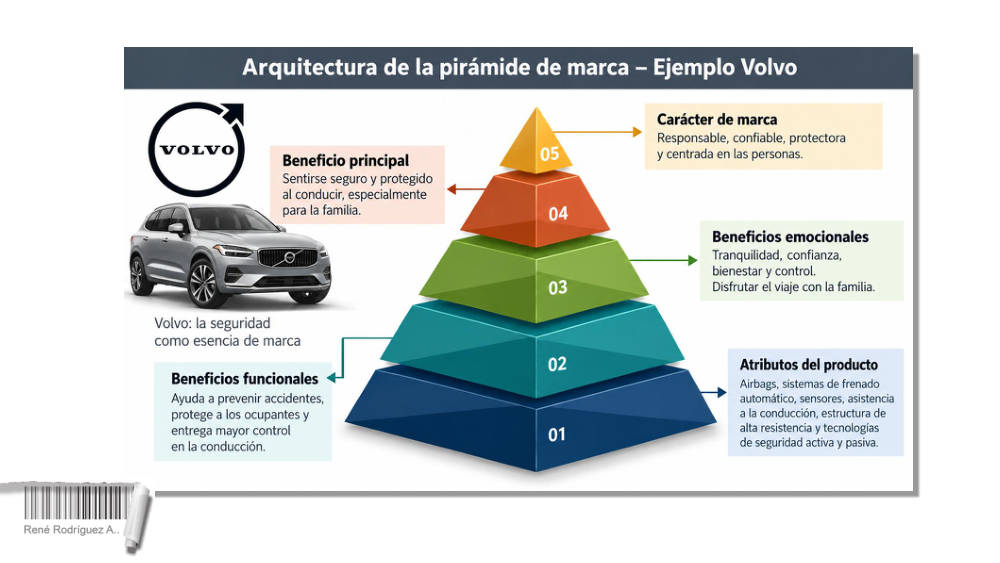 Arquitectura de la pirámide de marca – Ejemplo Volvo
VOLVO
Beneficio principal
Sentirse seguro y protegido
al conducir, especialmente
para la familia.
05
Carácter de marca
Responsable, confiable, protectora
y centrada en las personas.
04
03
Beneficios emocionales
Tranquilidad, confianza,
bienestar y control.
Disfrutar el viaje con la familia.
Volvo: la seguridad
como esencia de marca
Beneficios funcionales
Ayuda a prevenir accidentes,
protege a los ocupantes y
entrega mayor control
en la conducción.
02
01
Atributos del producto
Airbags, sistemas de frenado
automático, sensores, asistencia
a la conducción, estructura de
alta resistencia y tecnologías
de seguridad activa y pasiva.
René Rodríguez A..